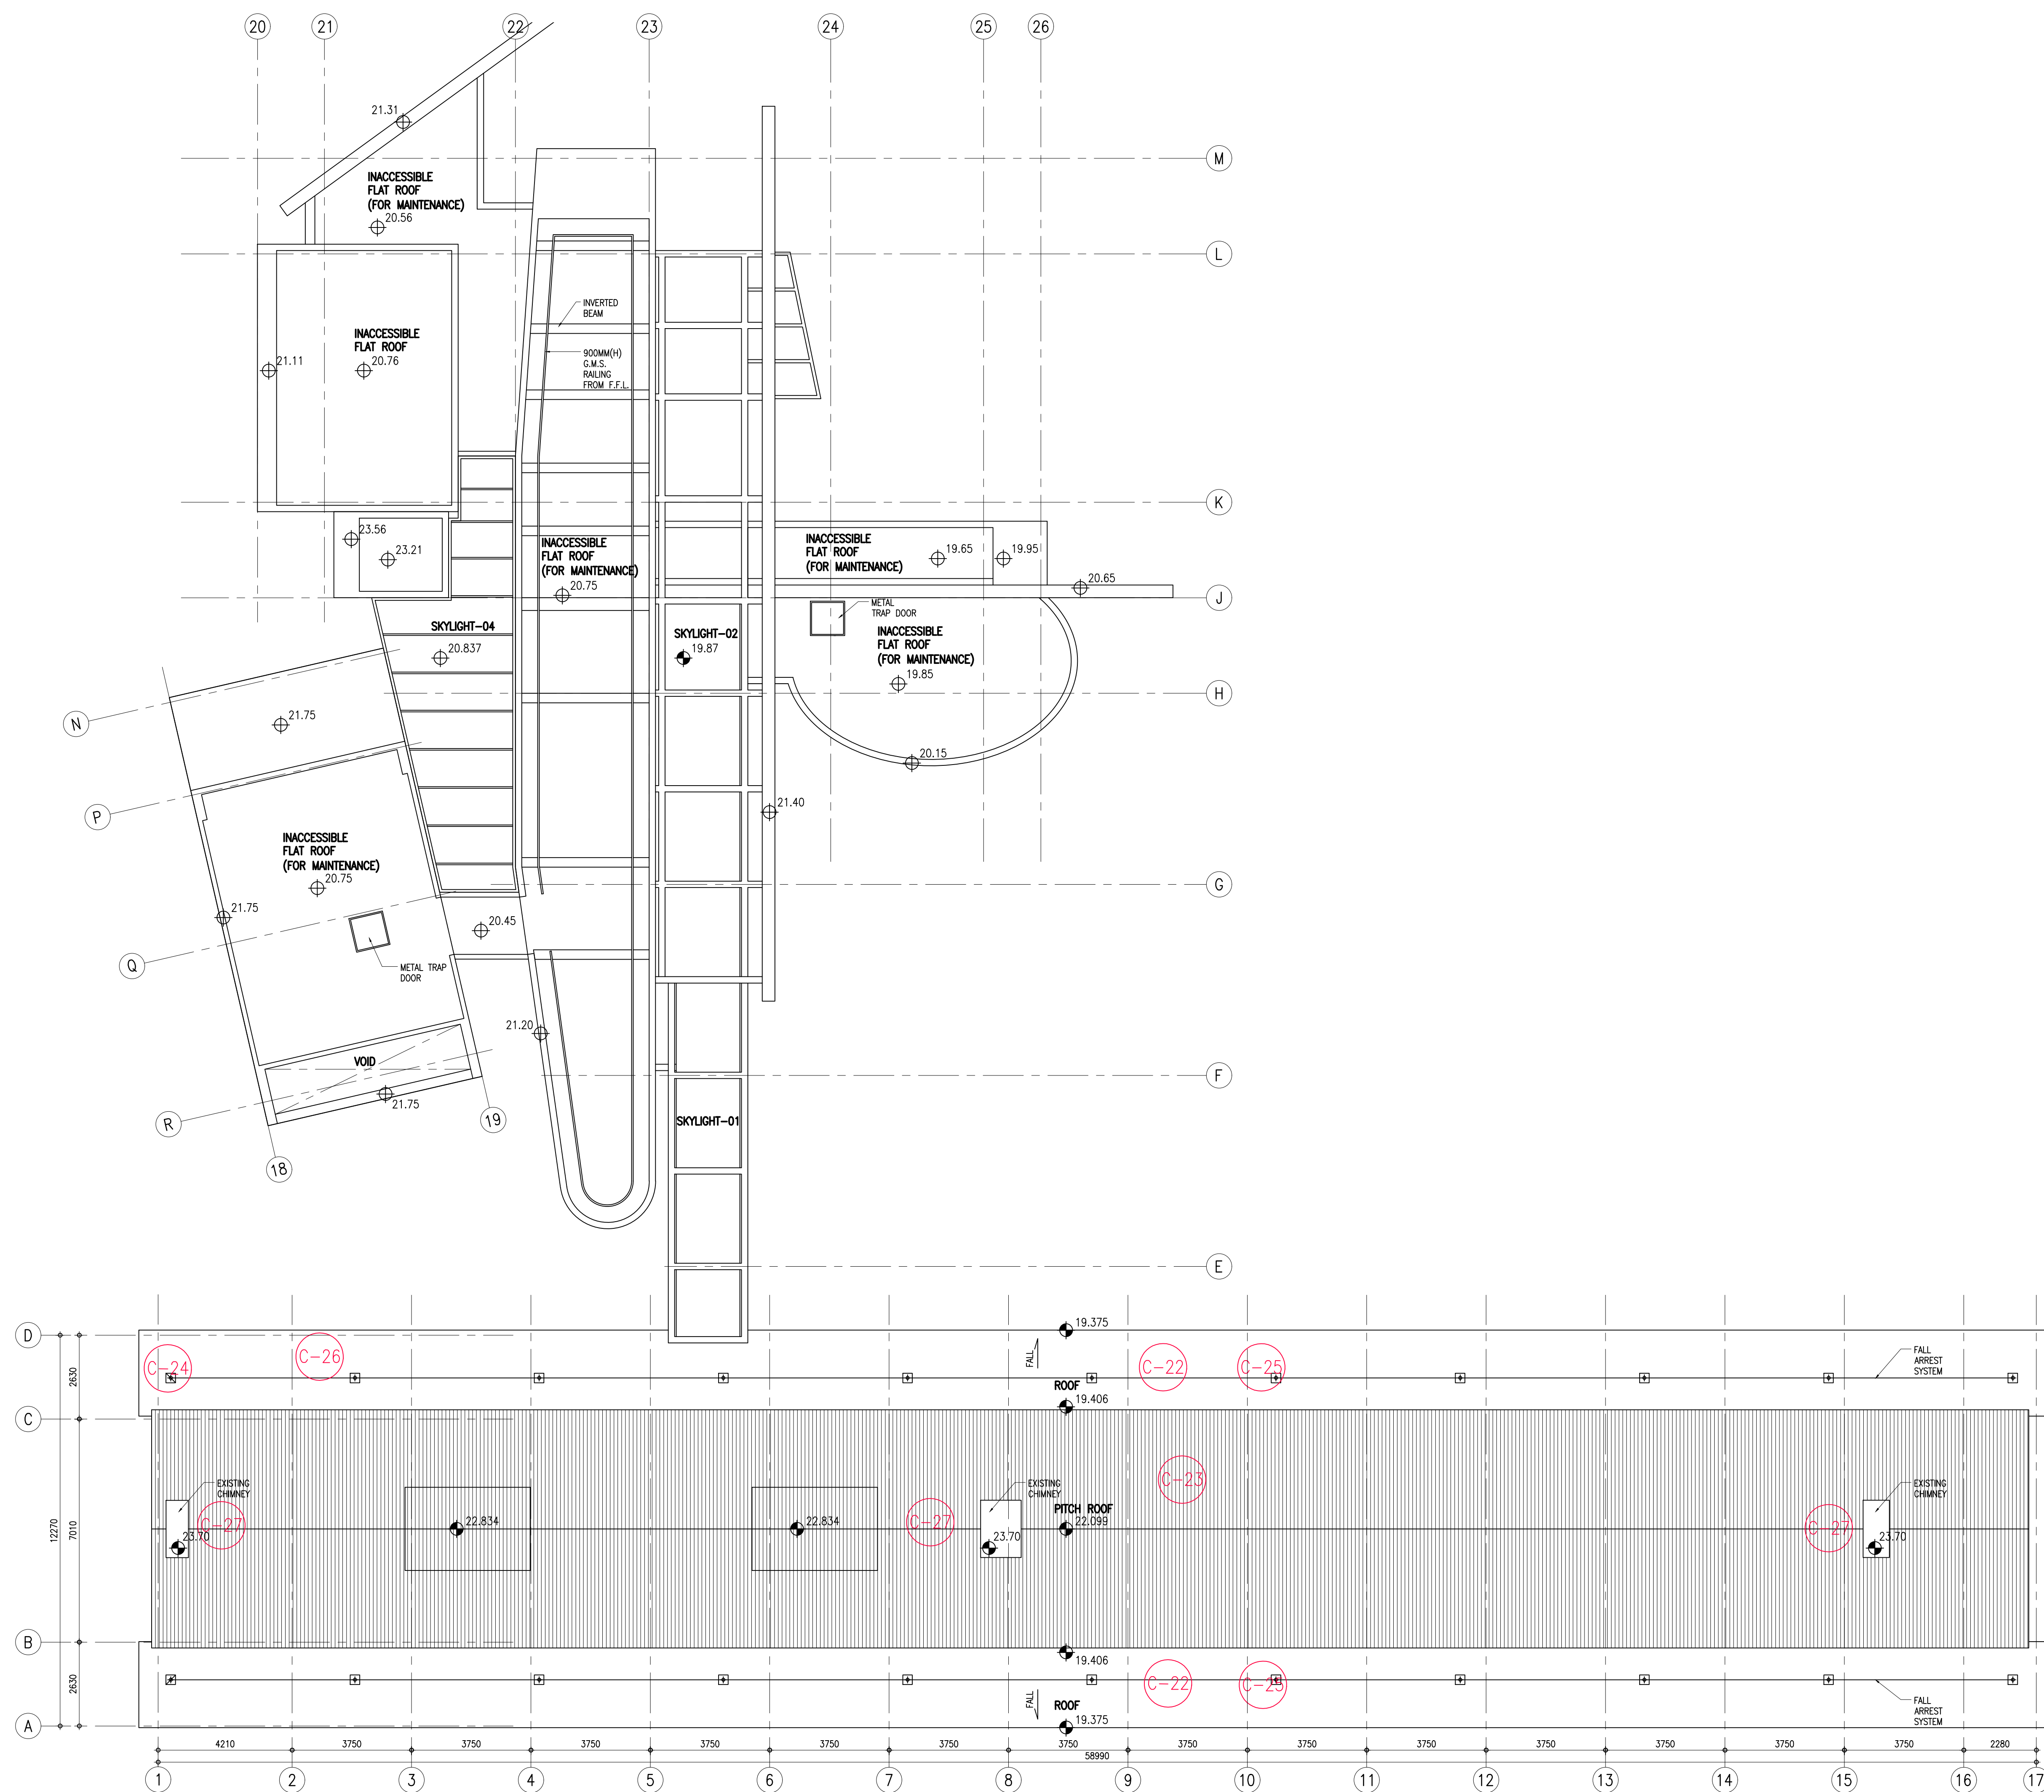 20 21 22 23 24 25 26
21.31
M
INACCESSIBLE
FLAT ROOF
(FOR MAINTENANCE)
20.56
L
INVERTED
BEAM
INACCESSIBLE
FLAT ROOF
21.11
20.76
900MM(H)
G.M.S.
RAILING
FROM F.F.L.
K
23.56
23.21
INACCESSIBLE
FLAT ROOF
(FOR MAINTENANCE)
20.75
INACCESSIBLE
FLAT ROOF
(FOR MAINTENANCE)
19.65
19.95
20.65
J
METAL
TRAP DOOR
SKYLIGHT-04
20.837
SKYLIGHT-02
19.87
INACCESSIBLE
FLAT ROOF
(FOR MAINTENANCE)
19.85
H
N
21.75
20.15
P
21.40
INACCESSIBLE
FLAT ROOF
(FOR MAINTENANCE)
20.75
G
21.75
20.45
Q
METAL TRAP
DOOR
21.20
VOID
F
21.75
R
19
18
SKYLIGHT-01
E
D
19.375
C-24
C-26
FALL
C-22
C-25
FALL
ARREST
SYSTEM
2630
ROOF
19.406
C
EXISTING
CHIMNEY
EXISTING
CHIMNEY
C-23
EXISTING
CHIMNEY
C-27
23.70
22.834
22.834
C-27
23.70
PITCH ROOF
22.099
C-27
23.70
12270
7010
B
19.406
2630
C-22
C-25
FALL
ROOF
19.375
FALL
ARREST
SYSTEM
A
4210 3750 3750 3750 3750 3750 3750 3750 3750 3750 3750 3750 3750 3750 3750 2280
58990
1 2 3 4 5 6 7 8 9 10 11 12 13 14 15 16 17